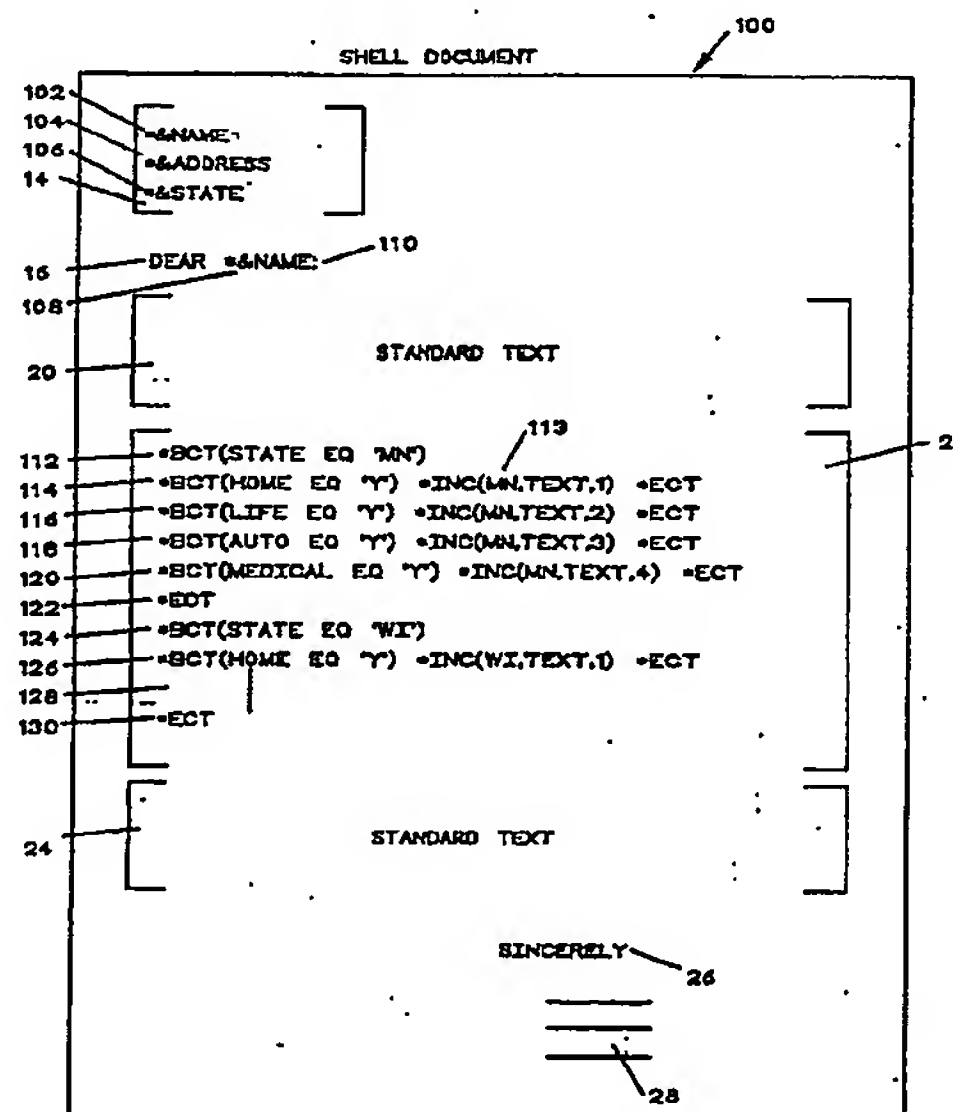 100
SHELL DOCUMENT
102
104
106
14
*&NAME
*&ADDRESS
*&STATE
16 DEAR *&NAME: 110
108
20 STANDARD TEXT
113
2
112 *BCT(STATE EQ 'MN')
114 *BCT(HOME EQ 'Y') *INC(MN,TEXT,1) *ECT
116 *BCT(LIFE EQ 'Y') *INC(MN,TEXT,2) *ECT
118 *BCT(AUTO EQ 'Y') *INC(MN,TEXT,3) *ECT
120 *BCT(MEDICAL EQ 'Y') *INC(MN,TEXT,4) *ECT
122 *ECT
124 *BCT(STATE EQ 'WI')
126 *BCT(HOME EQ 'Y') *INC(WI,TEXT,1) *ECT
128
130 *ECT
24 STANDARD TEXT
SINCERELY
26
28